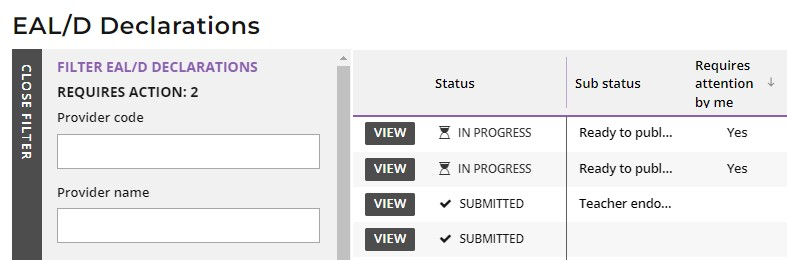 EAL/D Declarations
CLOSE FILTER
FILTER EAL/D DECLARATIONS
REQUIRES ACTION: 2
Provider code
Provider name
Status Sub status Requires attention by me
VIEW IN PROGRESS Ready to publ... Yes
VIEW IN PROGRESS Ready to publ... Yes
VIEW SUBMITTED Teacher endo...
VIEW SUBMITTED